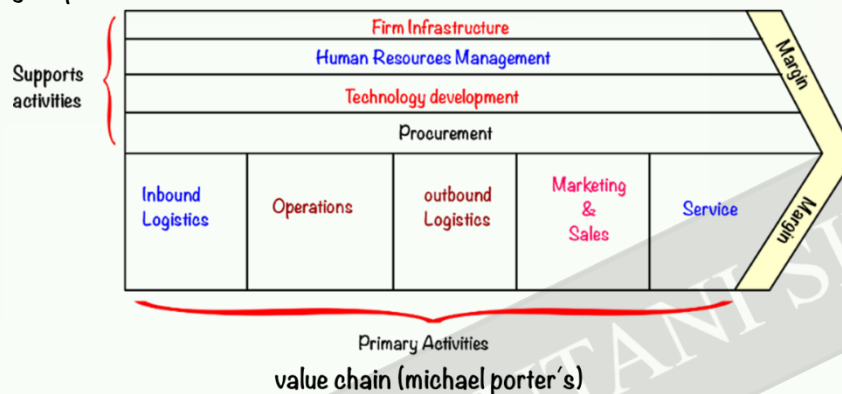 Firm Infrastructure
Human Resources Management
Supports
activities
Technology development
Procurement
Margin
Inbound
Logistics
Operations
outbound
Logistics
Marketing
&
Sales
Service
Margin
Primary Activities
value chain (michael porter's)